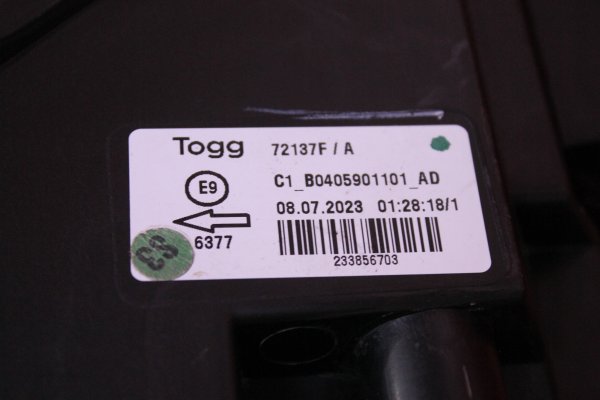 Togg 72137F / A
E9
C1_B0405901101_AD
08.07.2023 01:28:18/1
6377
233856703